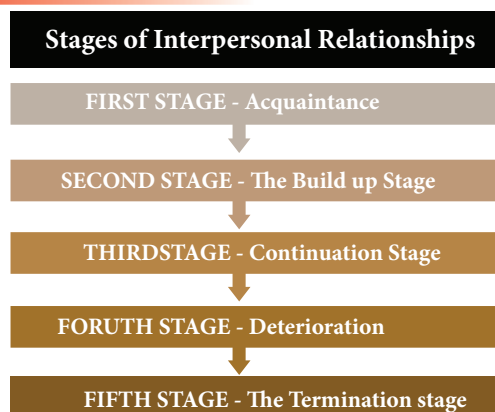 Stages of Interpersonal Relationships
FIRST STAGE - Acquaintance
SECOND STAGE - The Build up Stage
THIRDSTAGE - Continuation Stage
FORUTH STAGE - Deterioration
FIFTH STAGE - The Termination stage